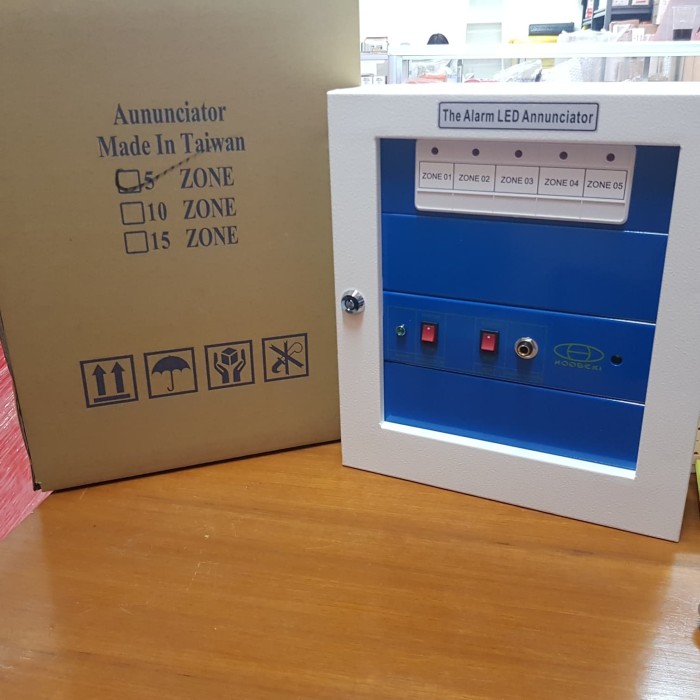 Aununciator
Made In Taiwan
5 ZONE
10 ZONE
15 ZONE
The Alarm LED Annunciator
ZONE 01 ZONE 02 ZONE 03 ZONE 04 ZONE 05
HOOSEKI